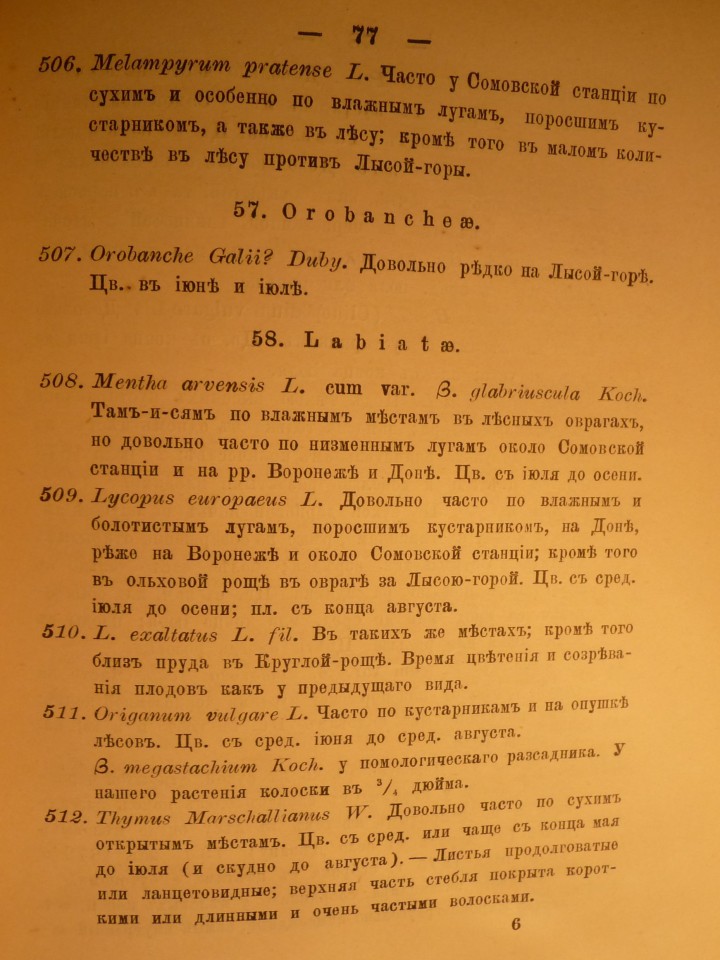 — 77 —
506. Melampyrum pratense L. Часто у Сомовской станціи по
сухимъ и особенно по влажнымъ лугамъ, поросшимъ ку-
старникомъ, а также въ лѣсу; кромѣ того въ маломъ коли-
чествѣ въ лѣсу противъ Лысой-горы.
57. Orobancheæ.
507. Orobanche Galii? Duby. Довольно рѣдко на Лысой-горѣ.
Цв. въ іюнѣ и іюлѣ.
58. Labiatæ.
508. Mentha arvensis L. cum var. β. glabriuscula Koch.
Тамъ-и-сямъ по влажнымъ мѣстамъ въ лѣсныхъ оврагахъ,
но довольно часто по низменнымъ лугамъ около Сомовской
станціи и на рр. Воронежѣ и Донѣ. Цв. съ іюля до осени.
509. Lycopus europaeus L. Довольно часто по влажнымъ и
болотистымъ лугамъ, поросшимъ кустарникомъ, на Донѣ,
рѣже на Воронежѣ и около Сомовской станціи; кромѣ того
въ ольховой рощѣ въ оврагѣ за Лысою-горой. Цв. съ сред.
іюля до осени; пл. съ конца августа.
510. L. exaltatus L. fil. Въ такихъ же мѣстахъ; кромѣ того
близъ пруда въ Круглой-рощѣ. Время цвѣтенія и созрѣва-
нія плодовъ какъ у предыдущаго вида.
511. Origanum vulgare L. Часто по кустарникамъ и на опушкѣ
лѣсовъ. Цв. съ сред. іюня до сред. августа.
β. megastachium Koch. у помологическаго разсадника. У
нашего растенія колоски въ ³/₄ дюйма.
512. Thymus Marschallianus W. Довольно часто по сухимъ
открытымъ мѣстамъ. Цв. съ сред. или чаще съ конца мая
до іюля (и скудно до августа).—Листья продолговатые
или ланцетовидные; верхняя часть стебля покрыта корот-
кими или длинными и очень частыми волосками.
6